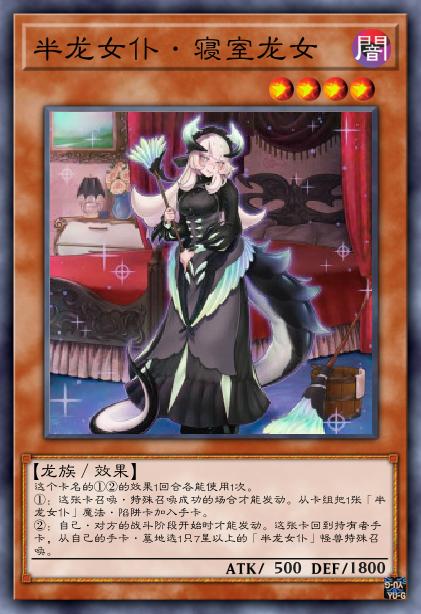 半龙女仆·寝室龙女
闇
【龙族／效果】
这个卡名的①②的效果1回合各能使用1次。
①：这张卡召唤·特殊召唤成功的场合才能发动。从卡组把1张「半
龙女仆」魔法·陷阱卡加入手卡。
②：自己·对方的战斗阶段开始时才能发动。这张卡回到持有者手
卡，从自己的手卡·墓地选1只7星以上的「半龙女仆」怪兽特殊召
唤。
ATK/ 500 DEF/1800